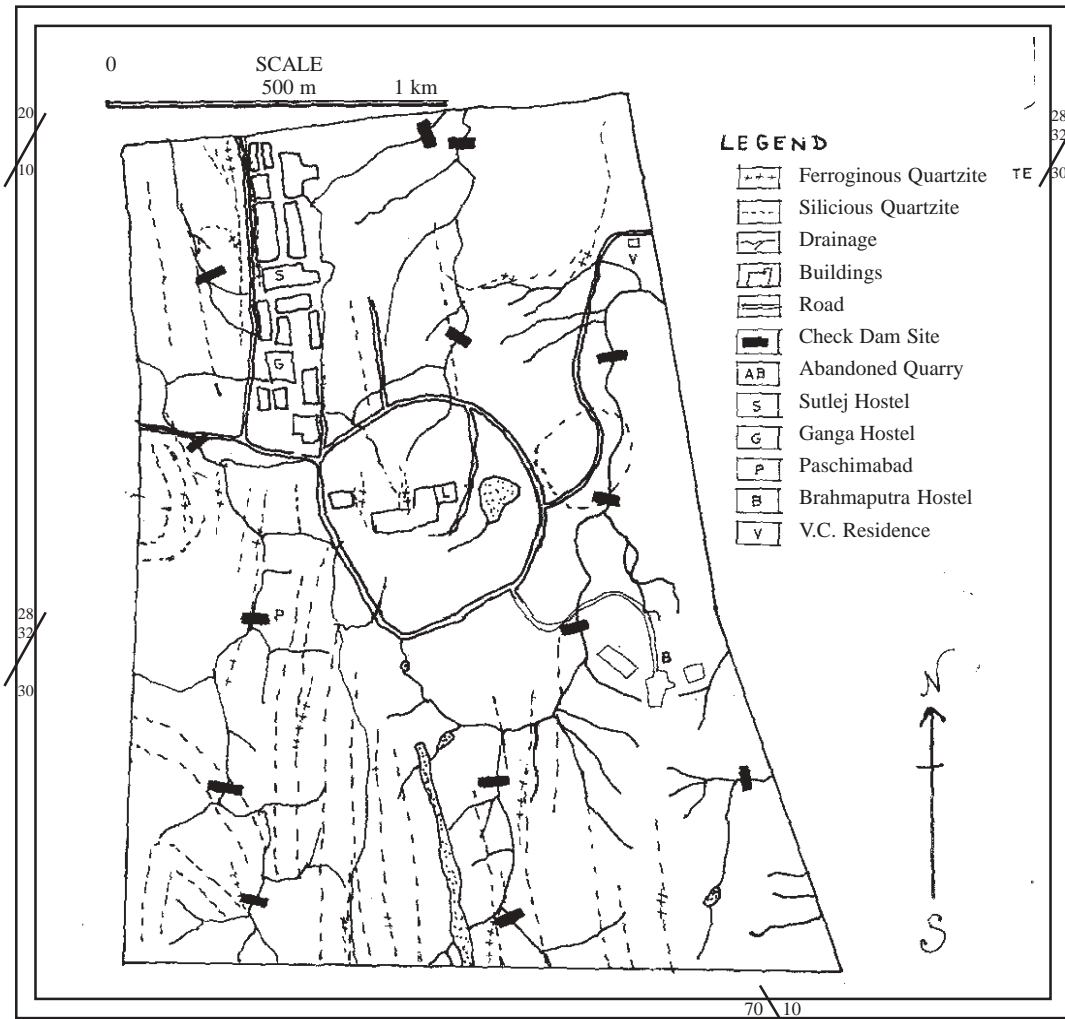 0 SCALE
500 m 1 km
20
10
28
32
30
LEGEND
Ferroginous Quartzite
TE
Silicious Quartzite
Drainage
Buildings
Road
Check Dam Site
AB Abandoned Quarry
S Sutlej Hostel
G Ganga Hostel
P Paschimabad
B Brahmaputra Hostel
V V.C. Residence
V
S
G
L
P
B
28
32
30
N
S
70 10